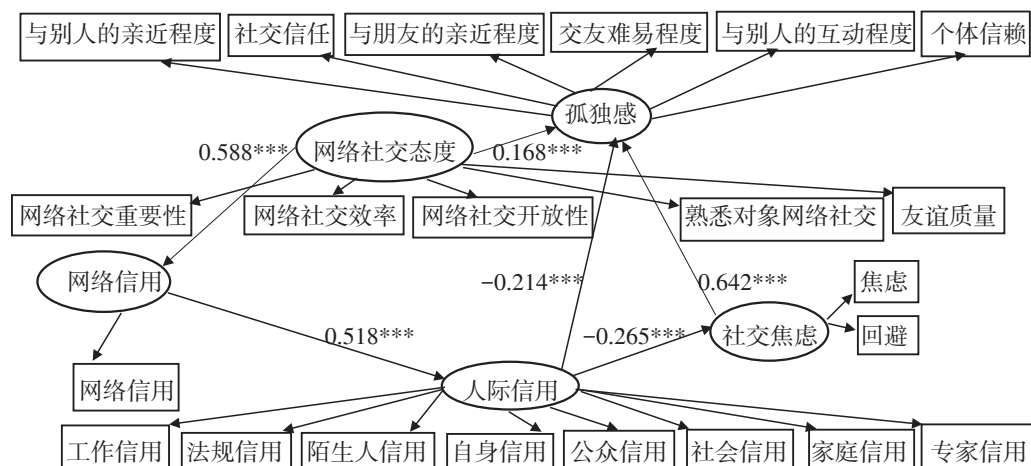 与别人的亲近程度
社交信任
与朋友的亲近程度
交友难易程度
与别人的互动程度
个体信赖
孤独感
网络社交态度
0.588***
0.168***
网络社交重要性
网络社交效率
网络社交开放性
熟悉对象网络社交
友谊质量
网络信用
−0.214***
0.642***
焦虑
0.518***
−0.265***
社交焦虑
回避
网络信用
人际信用
工作信用
法规信用
陌生人信用
自身信用
公众信用
社会信用
家庭信用
专家信用